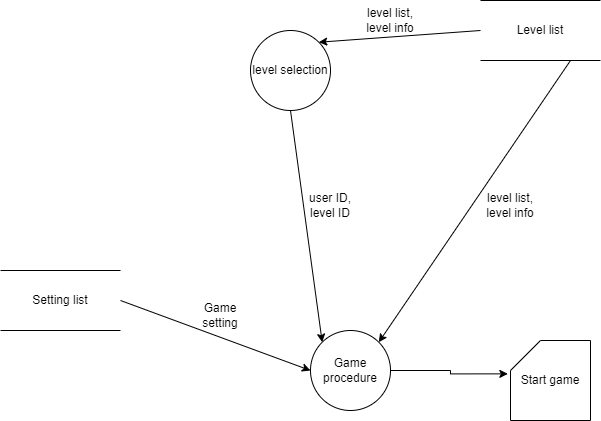 level list,
level info
Level list
level selection
user ID,
level ID
level list,
level info
Setting list
Game
setting
Game
procedure
Start game